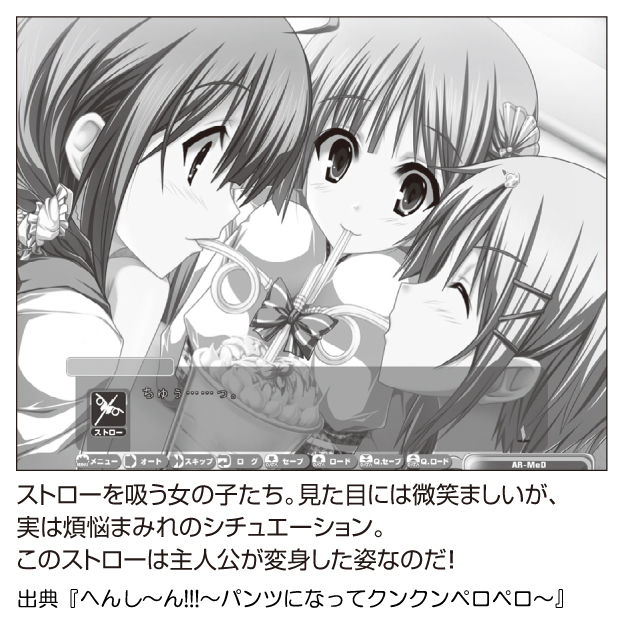 ちゅう……っ。
ストロー
メニュー オート スキップ ログ セーブ ロード Q.セーブ Q.ロード AR-MeD
ストローを吸う女の子たち。見た目には微笑ましいが、
実は煩悩まみれのシチュエーション。
このストローは主人公が変身した姿なのだ!
出典『へんし～ん!!!～パンツになってクンクンペロペロ～』